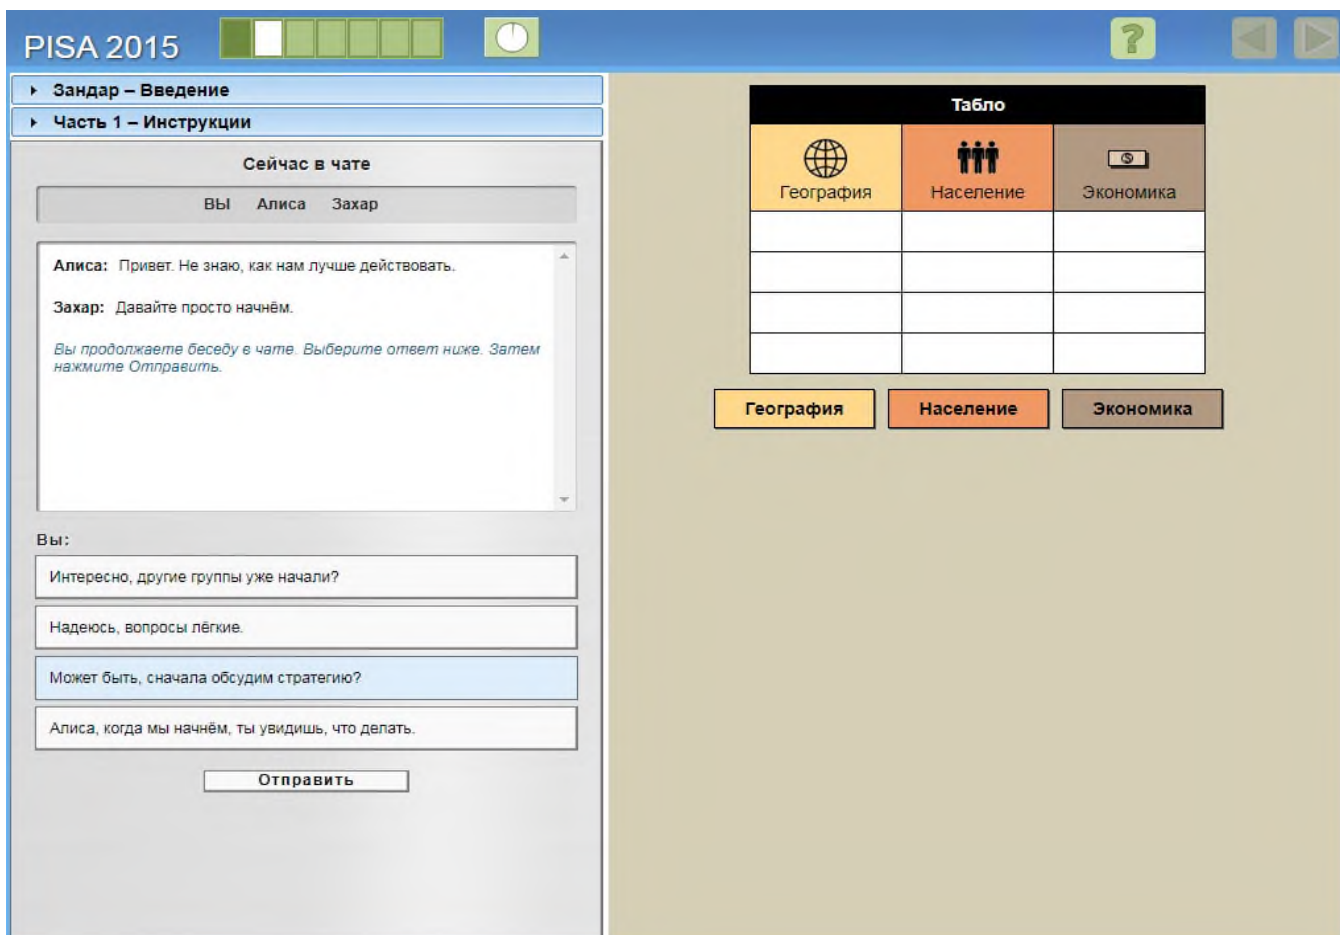 PISA 2015
?
Зандар – Введение
Часть 1 – Инструкции
Сейчас в чате
ВЫ Алиса Захар
Алиса: Привет. Не знаю, как нам лучше действовать.
Захар: Давайте просто начнём.
Вы продолжаете беседу в чате. Выберите ответ ниже. Затем
нажмите Отправить.
Вы:
Интересно, другие группы уже начали?
Надеюсь, вопросы лёгкие.
Может быть, сначала обсудим стратегию?
Алиса, когда мы начнём, ты увидишь, что делать.
Отправить
Табло
География Население Экономика
География Население Экономика